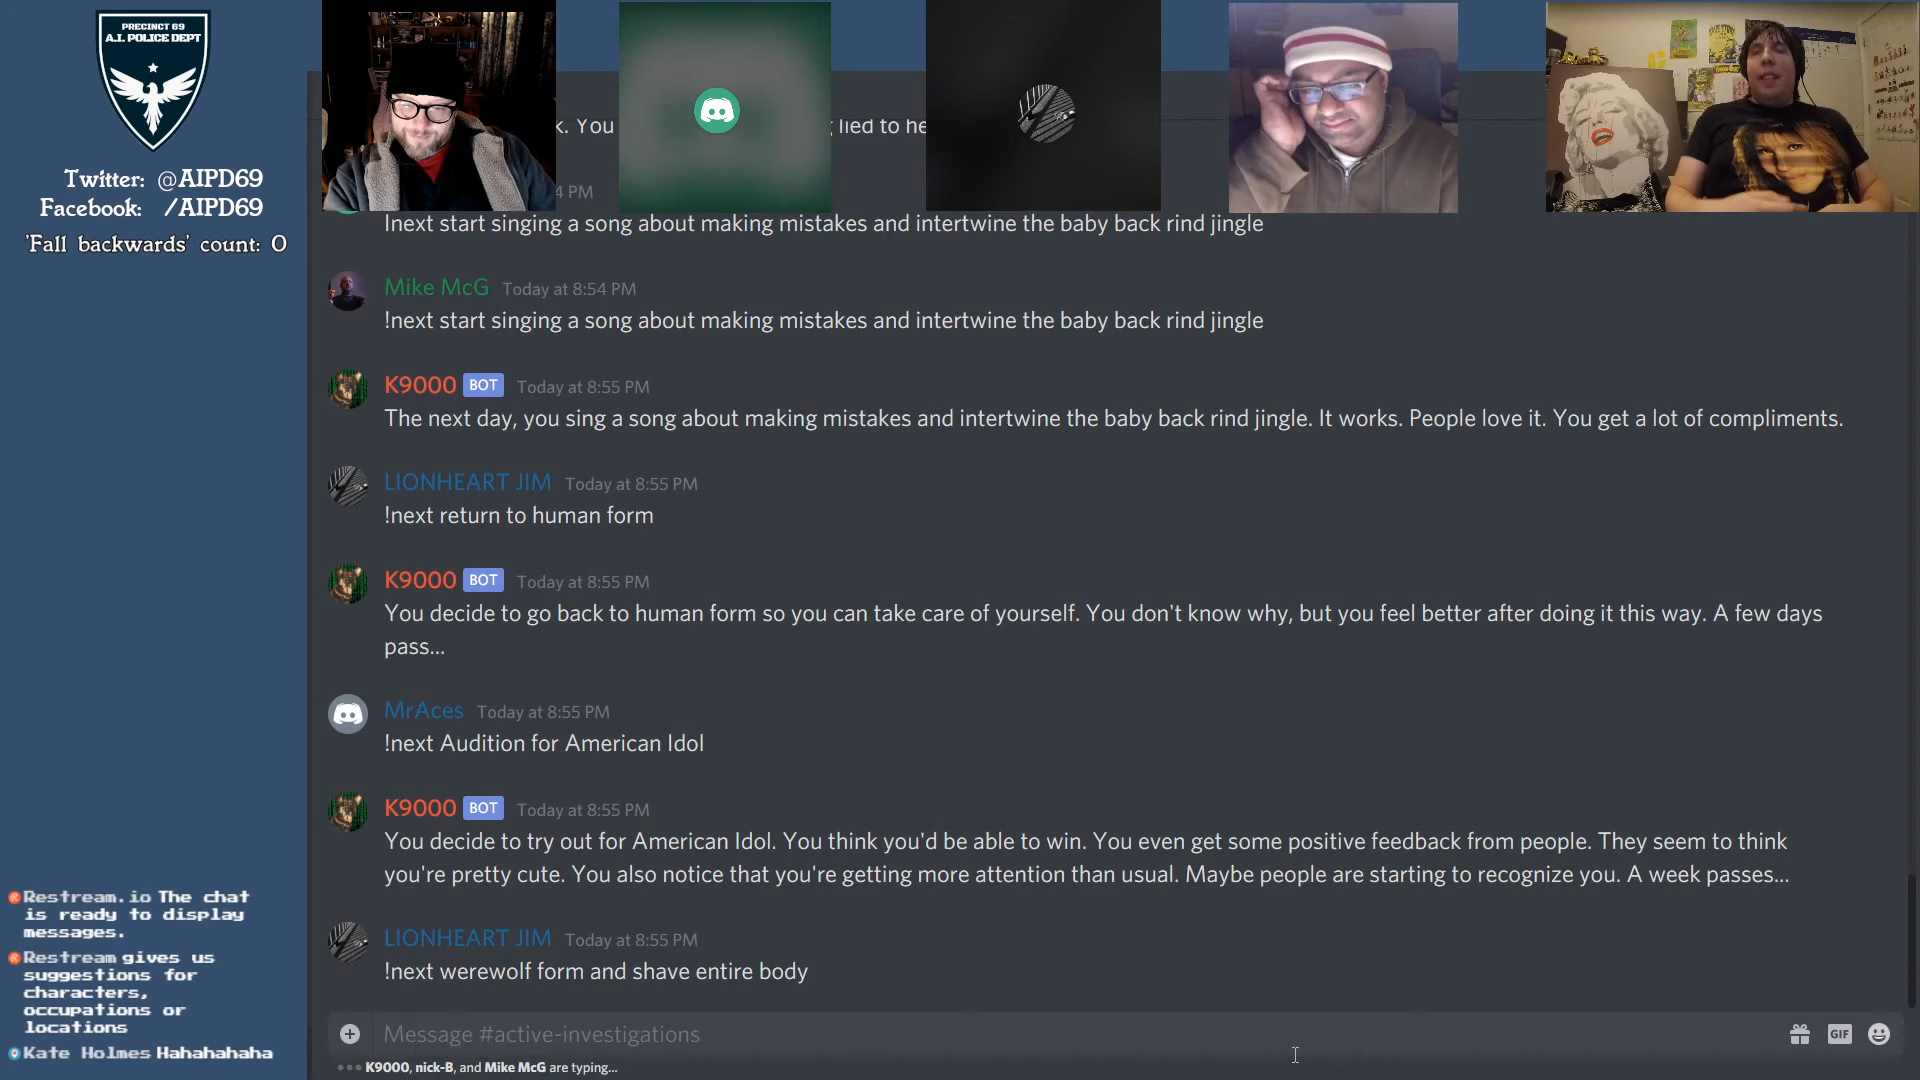 PRECINCT 69
A.I. POLICE DEPT
Twitter: @AIPD69
Facebook: /AIPD69
'Fall backwards' count: 0
k. You
lied to he
4 PM
!next start singing a song about making mistakes and intertwine the baby back rind jingle
Mike McG Today at 8:54 PM
!next start singing a song about making mistakes and intertwine the baby back rind jingle
K9000 BOT Today at 8:55 PM
The next day, you sing a song about making mistakes and intertwine the baby back rind jingle. It works. People love it. You get a lot of compliments.
LIONHEART JIM Today at 8:55 PM
!next return to human form
K9000 BOT Today at 8:55 PM
You decide to go back to human form so you can take care of yourself. You don't know why, but you feel better after doing it this way. A few days
pass...
MrAces Today at 8:55 PM
!next Audition for American Idol
K9000 BOT Today at 8:55 PM
You decide to try out for American Idol. You think you'd be able to win. You even get some positive feedback from people. They seem to think
you're pretty cute. You also notice that you're getting more attention than usual. Maybe people are starting to recognize you. A week passes...
LIONHEART JIM Today at 8:55 PM
!next werewolf form and shave entire body
Message #active-investigations
GIF
K9000, nick-B, and Mike McG are typing...
Restream.io The chat
is ready to display
messages.
Restream gives us
suggestions for
characters,
occupations or
locations
Kate Holmes Hahahahaha